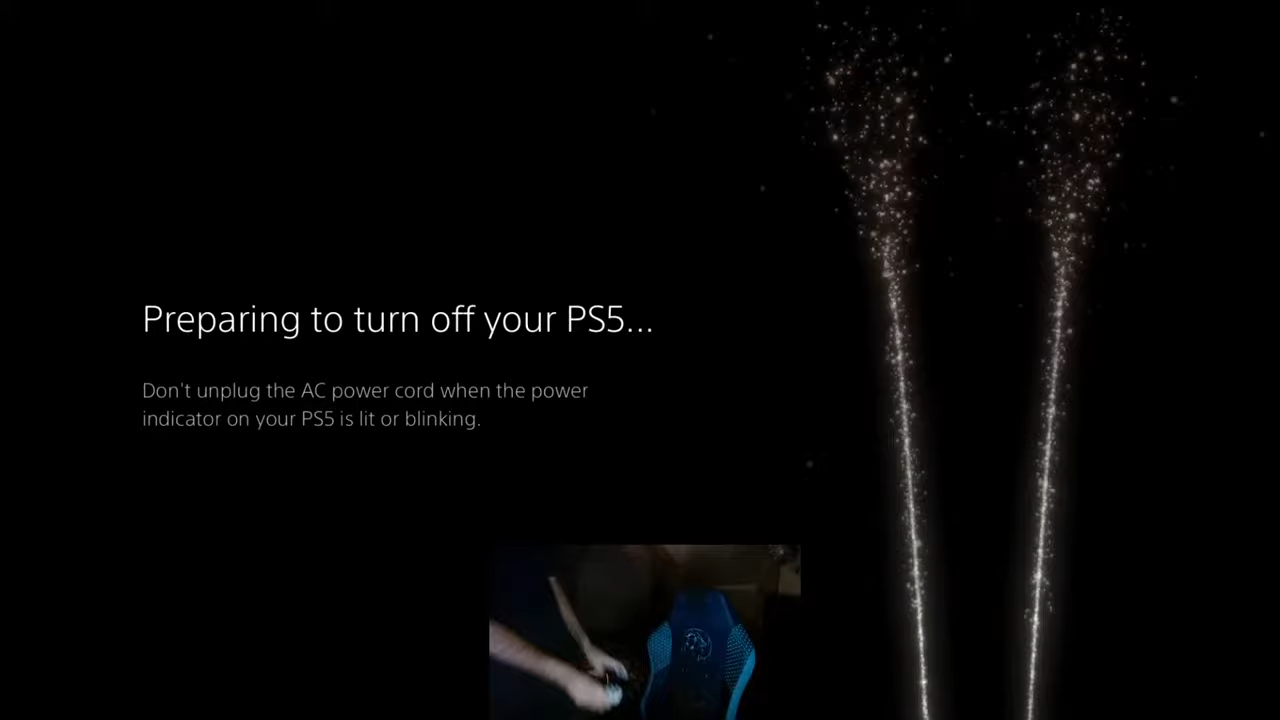 Preparing to turn off your PS5...
Don't unplug the AC power cord when the power
indicator on your PS5 is lit or blinking.